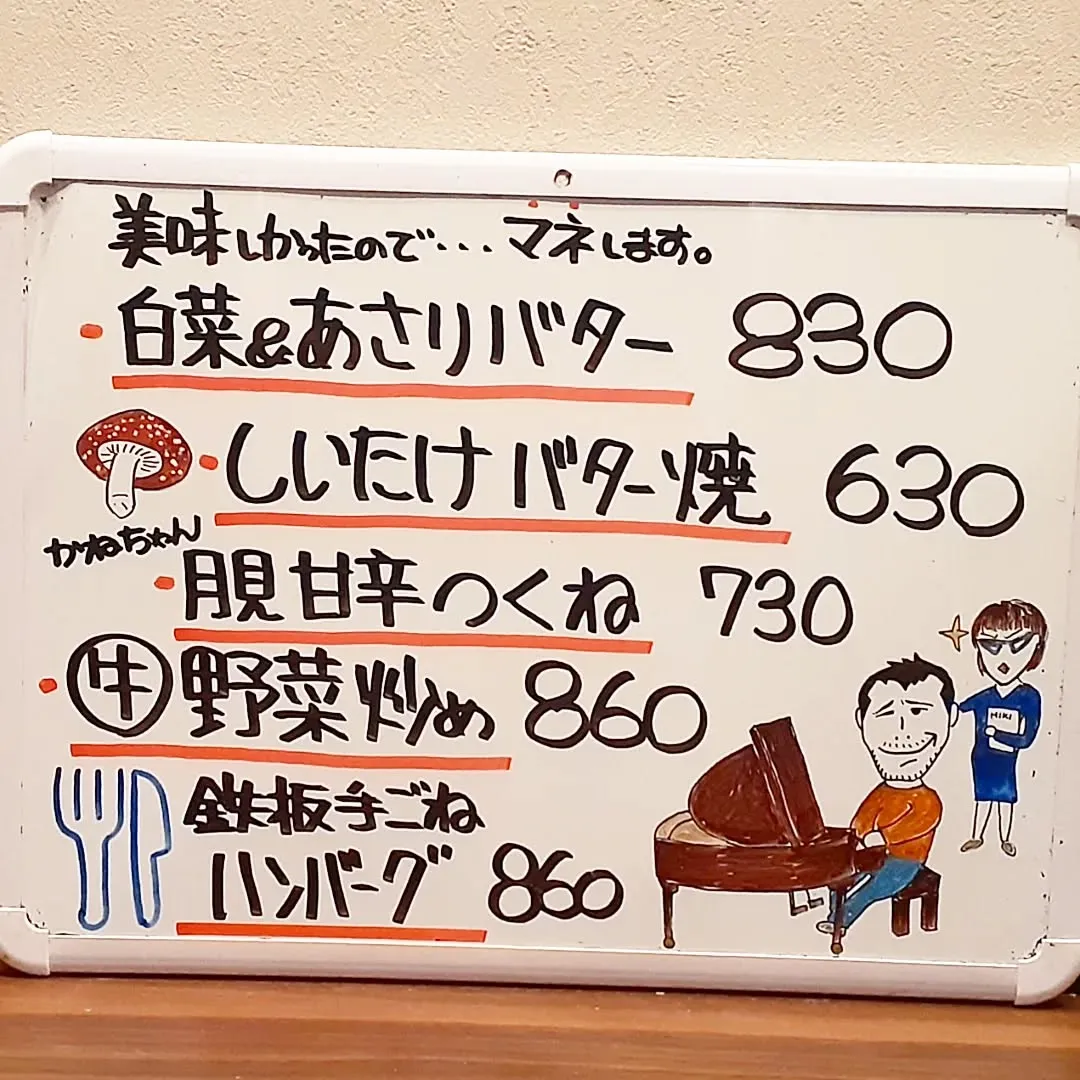 美味しかったので・・・マネします。
・白菜&あさりバター 830
・しいたけバター焼 630
かねちゃん
・月見甘辛つくね 730
・牛野菜炒め 860
鉄板手ごね
ハンバーグ 860
MIKI